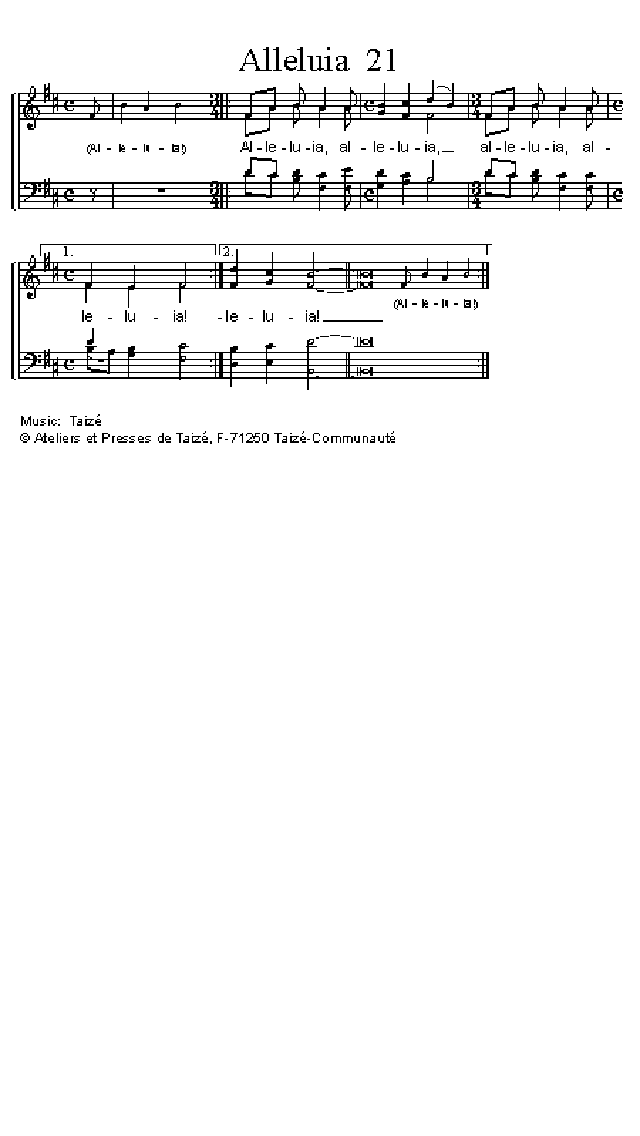 Alleluia 21
(Al - le - lu - ia!) Al - le - lu - ia, al - le - lu - ia, al - le - lu - ia, al -
1. 2.
le - lu - ia! - le - lu - ia! (Al - le - lu - ia!)
Music: Taizé
© Ateliers et Presses de Taizé, F-71250 Taizé-Communauté